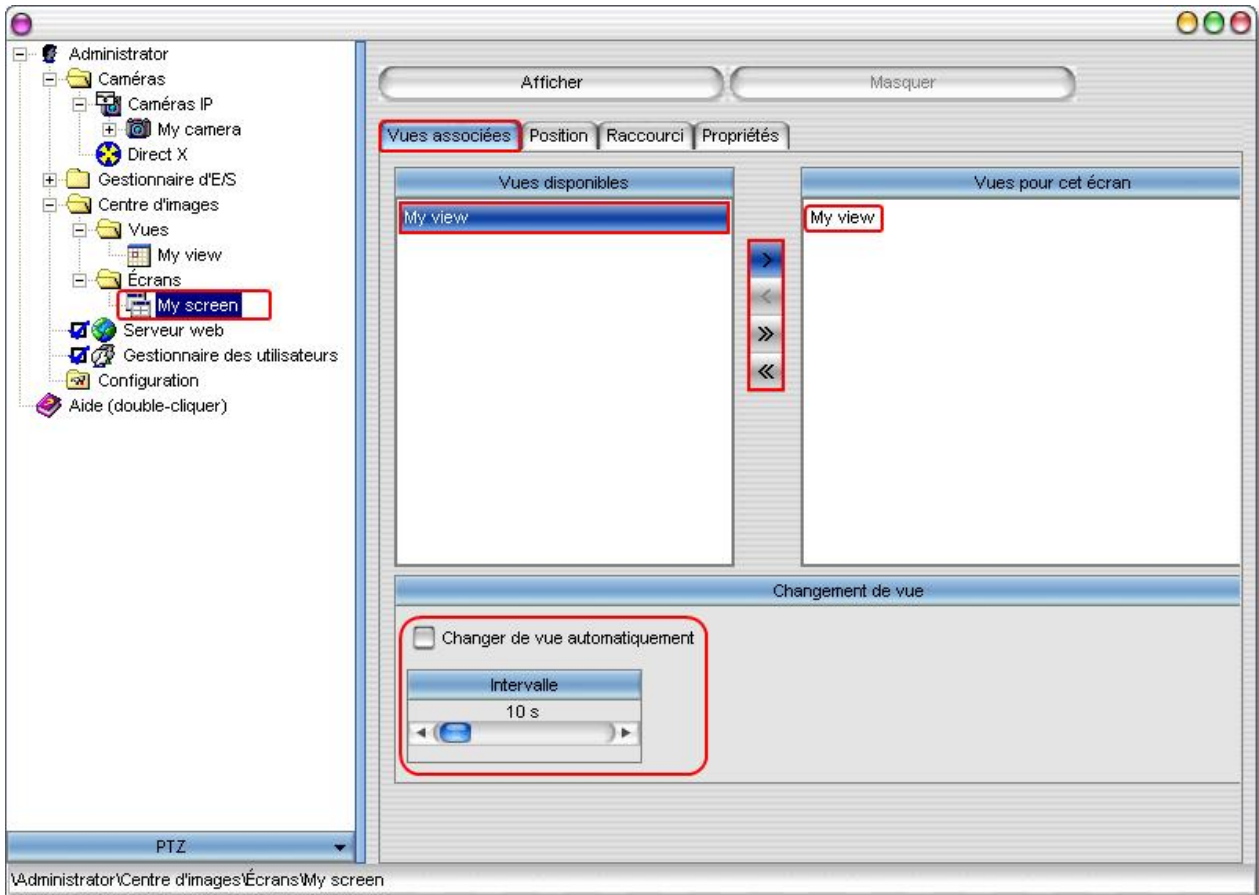 Administrator
Caméras
Caméras IP
My camera
Direct X
Gestionnaire d'E/S
Centre d'images
Vues
My view
Écrans
My screen
Serveur web
Gestionnaire des utilisateurs
Configuration
Aide (double-cliquer)
PTZ
Afficher
Masquer
Vues associées
Position
Raccourci
Propriétés
Vues disponibles
My view
>
<
»
«
Vues pour cet écran
My view
Changement de vue
Changer de vue automatiquement
Intervalle
10 s
\Administrator\Centre d'images\Écrans\My screen